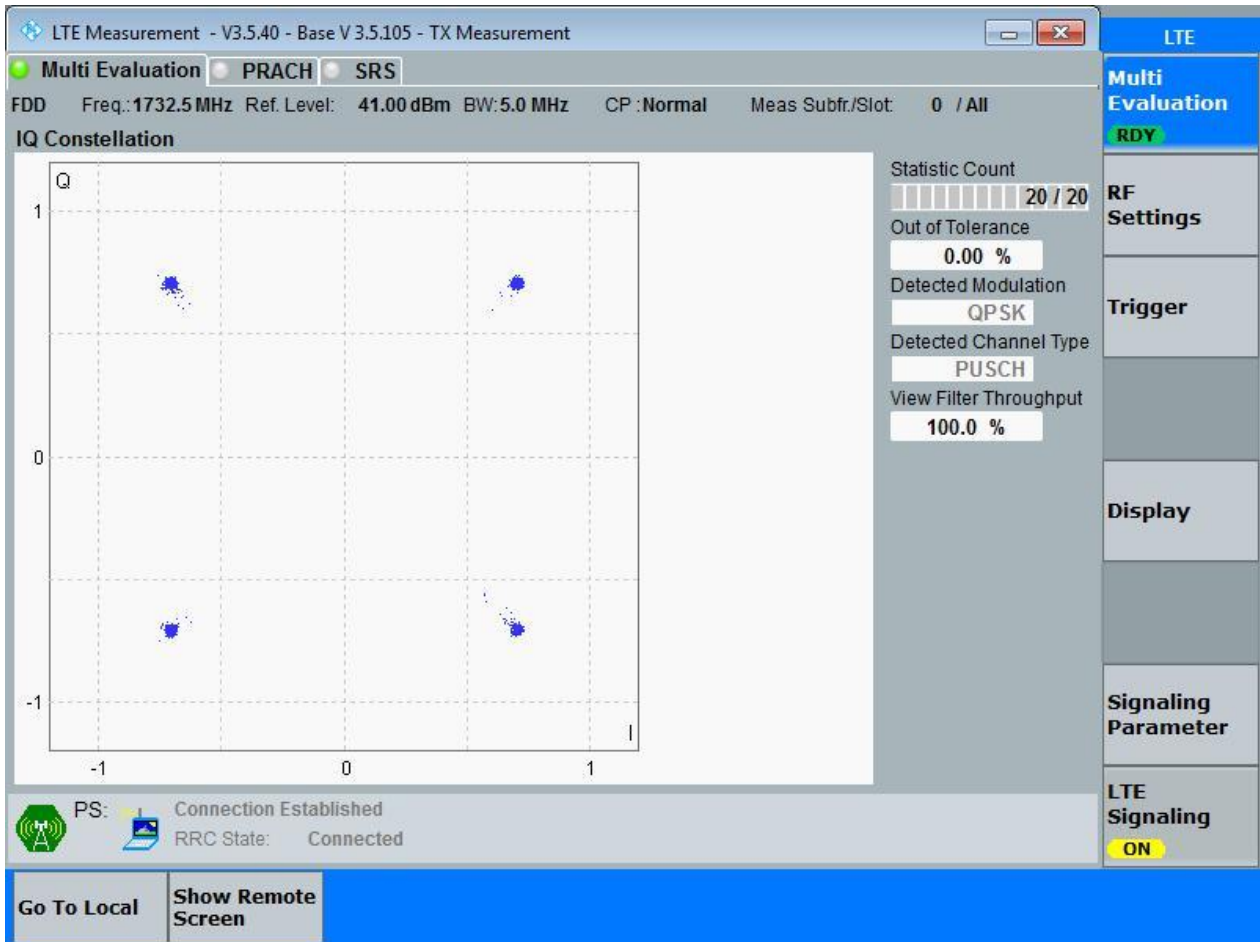 LTE Measurement - V3.5.40 - Base V 3.5.105 - TX Measurement
LTE
Multi Evaluation PRACH SRS
Multi
Evaluation
RDY
FDD Freq.: 1732.5 MHz Ref. Level: 41.00 dBm BW: 5.0 MHz CP : Normal Meas Subfr./Slot: 0 / All
IQ Constellation
Q
1
0
-1
I
-1 0 1
Statistic Count
20 / 20
Out of Tolerance
0.00 %
Detected Modulation
QPSK
Detected Channel Type
PUSCH
View Filter Throughput
100.0 %
RF
Settings
Trigger
Display
Signaling
Parameter
LTE
Signaling
ON
PS: Connection Established
RRC State: Connected
Go To Local
Show Remote
Screen